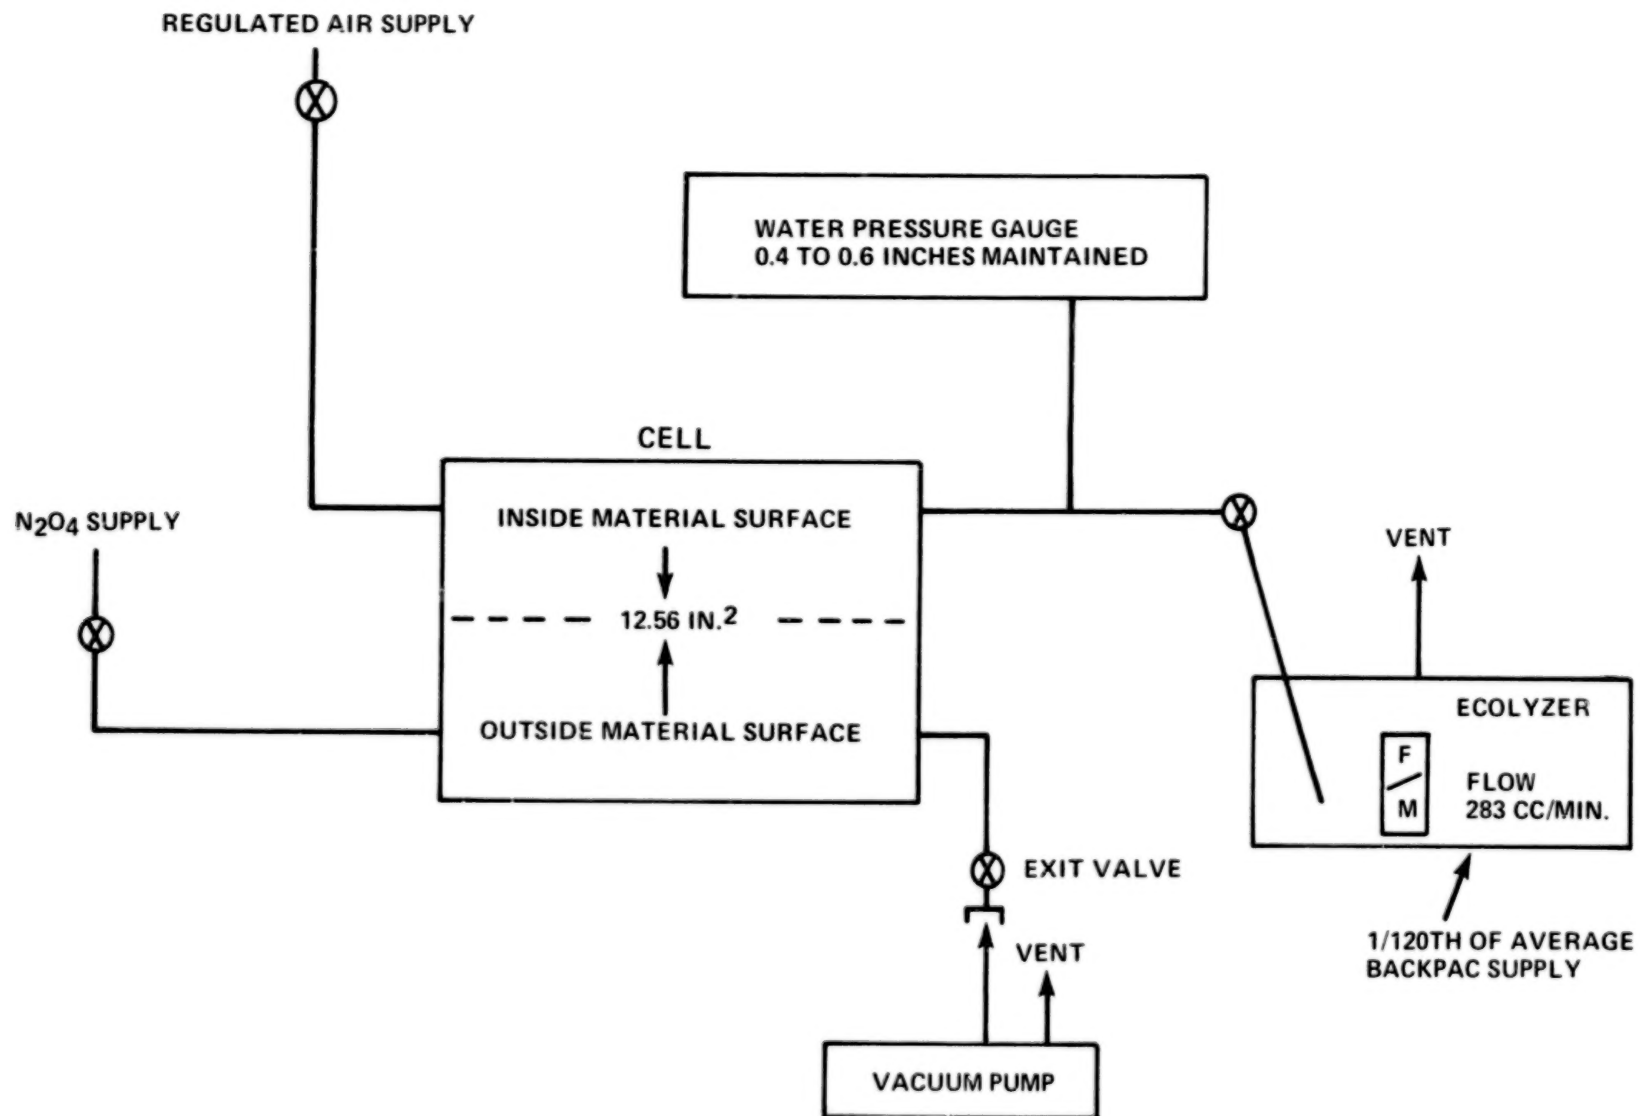 REGULATED AIR SUPPLY
WATER PRESSURE GAUGE
0.4 TO 0.6 INCHES MAINTAINED
CELL
INSIDE MATERIAL SURFACE
N₂O₄ SUPPLY
VENT
12.56 IN.²
OUTSIDE MATERIAL SURFACE
ECOLYZER
F
/
M
FLOW
283 CC/MIN.
EXIT VALVE
1/120TH OF AVERAGE
BACKPAC SUPPLY
VENT
VACUUM PUMP